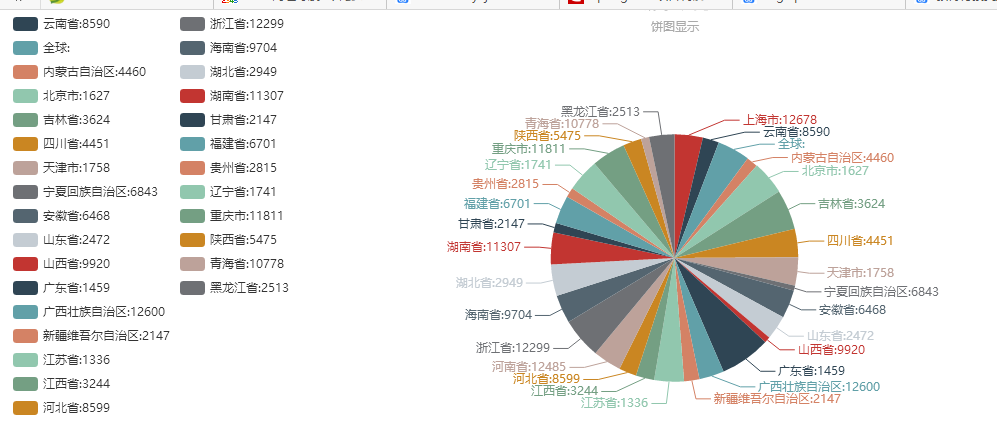 饼图显示
云南省:8590
全球:
内蒙古自治区:4460
北京市:1627
吉林省:3624
四川省:4451
天津市:1758
宁夏回族自治区:6843
安徽省:6468
山东省:2472
山西省:9920
广东省:1459
广西壮族自治区:12600
新疆维吾尔自治区:2147
江苏省:1336
江西省:3244
河北省:8599
浙江省:12299
海南省:9704
湖北省:2949
湖南省:11307
甘肃省:2147
福建省:6701
贵州省:2815
辽宁省:1741
重庆市:11811
陕西省:5475
青海省:10778
黑龙江省:2513
上海市:12678
云南省:8590
全球:
内蒙古自治区:4460
北京市:1627
吉林省:3624
四川省:4451
天津市:1758
宁夏回族自治区:6843
安徽省:6468
山东省:2472
山西省:9920
广东省:1459
广西壮族自治区:12600
新疆维吾尔自治区:2147
江苏省:1336
江西省:3244
河北省:8599
河南省:12485
浙江省:12299
海南省:9704
湖北省:2949
湖南省:11307
甘肃省:2147
福建省:6701
贵州省:2815
辽宁省:1741
重庆市:11811
陕西省:5475
青海省:10778
黑龙江省:2513